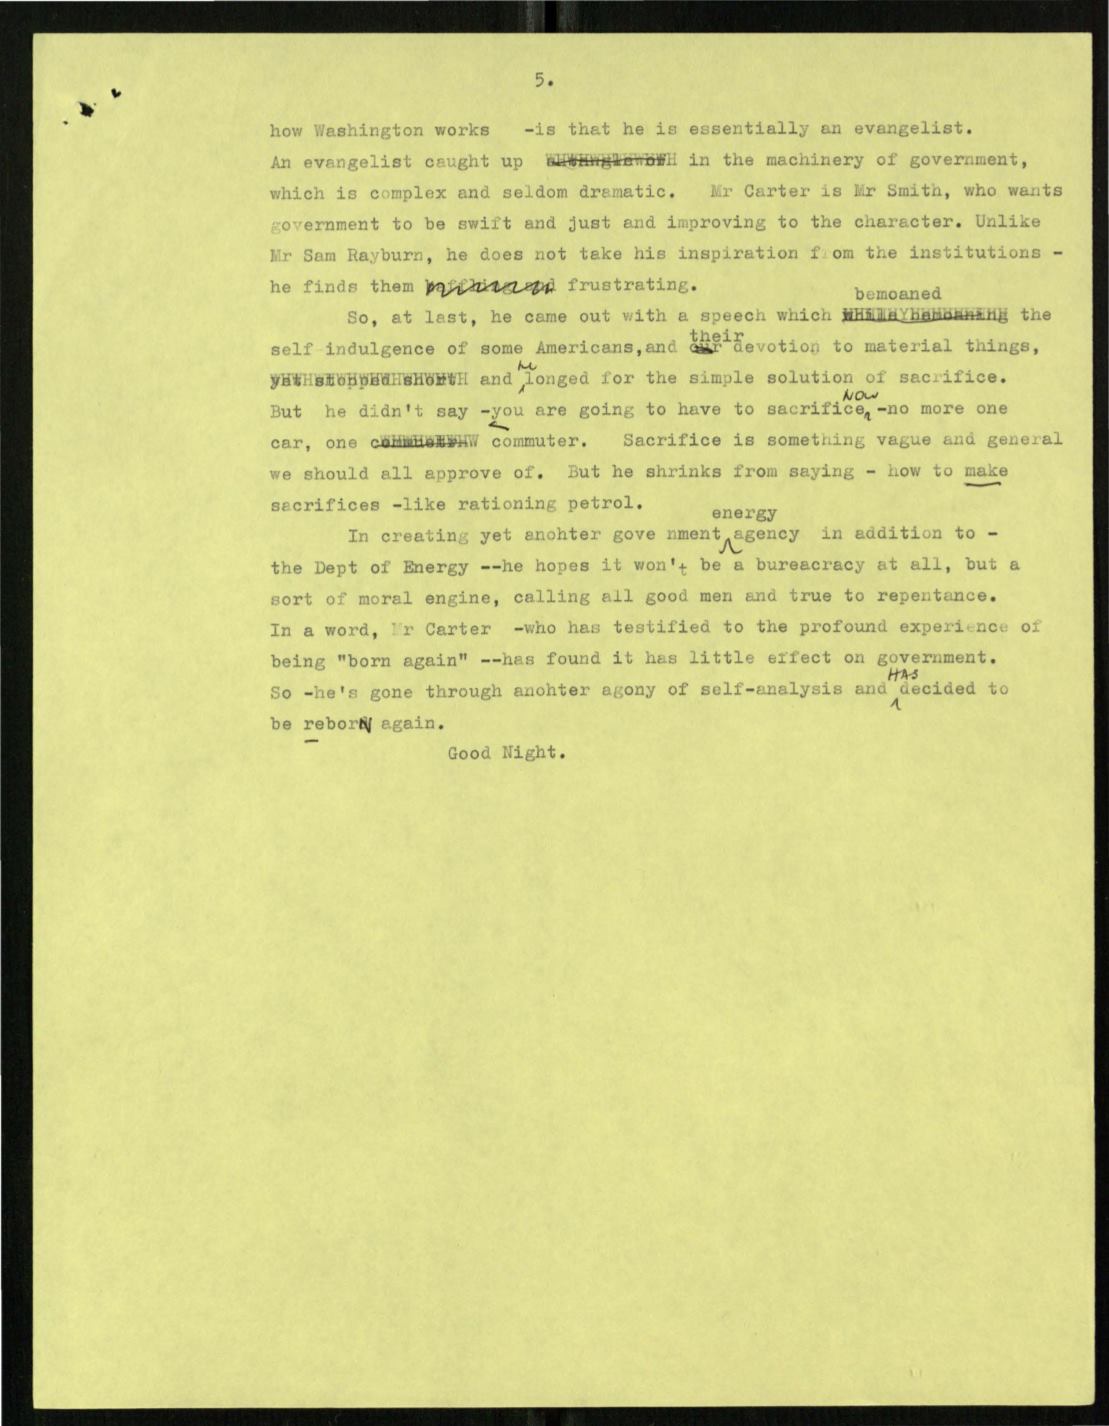 5.
how Washington works -is that he is essentially an evangelist.
An evangelist caught up in the machinery of government,
which is complex and seldom dramatic. Mr Carter is Mr Smith, who wants
government to be swift and just and improving to the character. Unlike
Mr Sam Rayburn, he does not take his inspiration from the institutions -
he finds them baffling and frustrating.
bemoaned
So, at last, he came out with a speech which while bemoaning the
their
self indulgence of some Americans,and our devotion to material things,
he
yet stopped short and longed for the simple solution of sacrifice.
NOW
But he didn't say -you are going to have to sacrifice, -no more one
car, one commuter. Sacrifice is something vague and general
we should all approve of. But he shrinks from saying - how to make
sacrifices -like rationing petrol.
energy
In creating yet anohter gove nment agency in addition to -
the Dept of Energy --he hopes it won't be a bureacracy at all, but a
sort of moral engine, calling all good men and true to repentance.
In a word, Mr Carter -who has testified to the profound experience of
being "born again" --has found it has little effect on government.
HAS
So -he's gone through anohter agony of self-analysis and decided to
be reborN again.
Good Night.